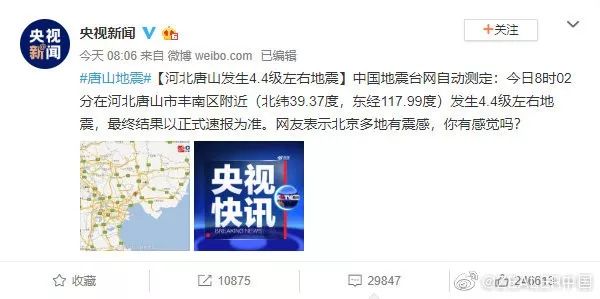 央视
新闻
央视新闻
+关注
今天 08:06 来自 微博 weibo.com 已编辑
#唐山地震#【河北唐山发生4.4级左右地震】中国地震台网自动测定：今日8时02
分在河北唐山市丰南区附近（北纬39.37度，东经117.99度）发生4.4级左右地
震，最终结果以正式速报为准。网友表示北京多地有震感，你有感觉吗？
央视
快讯
BREAKING NEWS
收藏
10875
29847
246613
中国